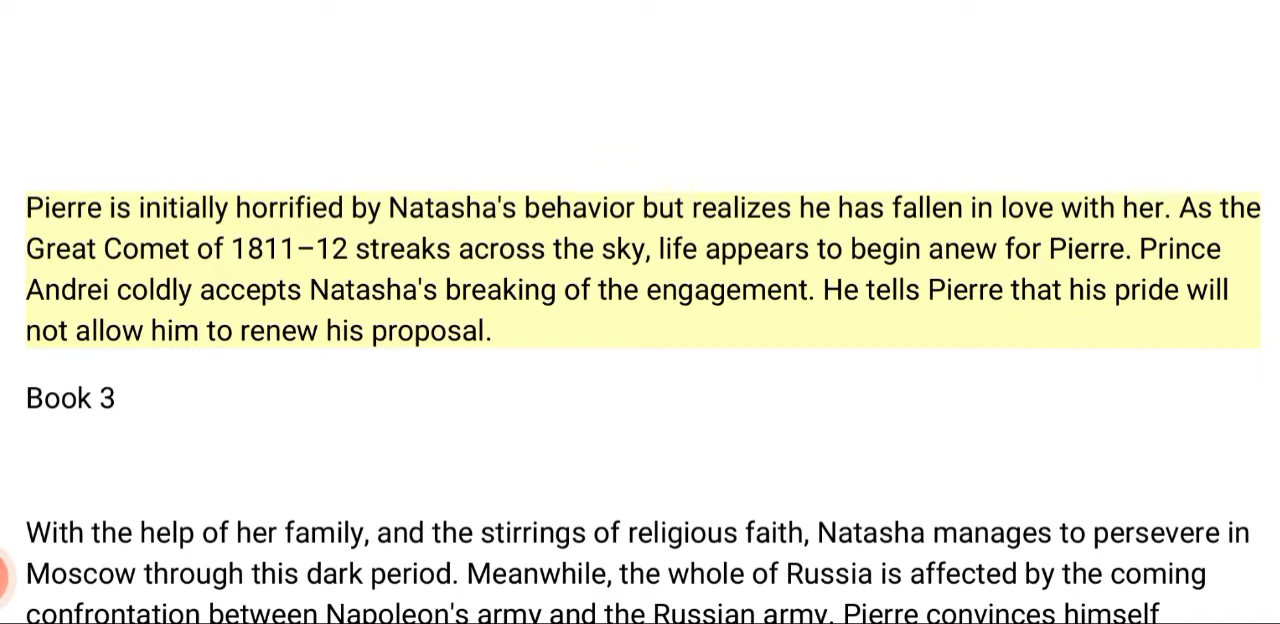 Pierre is initially horrified by Natasha's behavior but realizes he has fallen in love with her. As the
Great Comet of 1811–12 streaks across the sky, life appears to begin anew for Pierre. Prince
Andrei coldly accepts Natasha's breaking of the engagement. He tells Pierre that his pride will
not allow him to renew his proposal.
Book 3
With the help of her family, and the stirrings of religious faith, Natasha manages to persevere in
Moscow through this dark period. Meanwhile, the whole of Russia is affected by the coming
confrontation between Napoleon's army and the Russian army. Pierre convinces himself